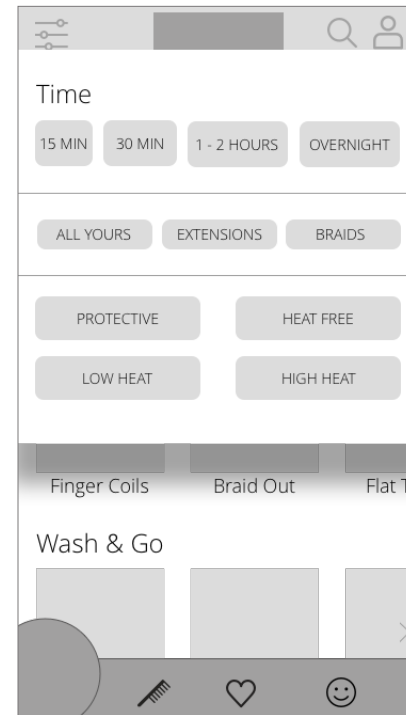 Time
15 MIN 30 MIN 1 - 2 HOURS OVERNIGHT
ALL YOURS EXTENSIONS BRAIDS
PROTECTIVE HEAT FREE
LOW HEAT HIGH HEAT
Finger Coils Braid Out Flat
Wash & Go